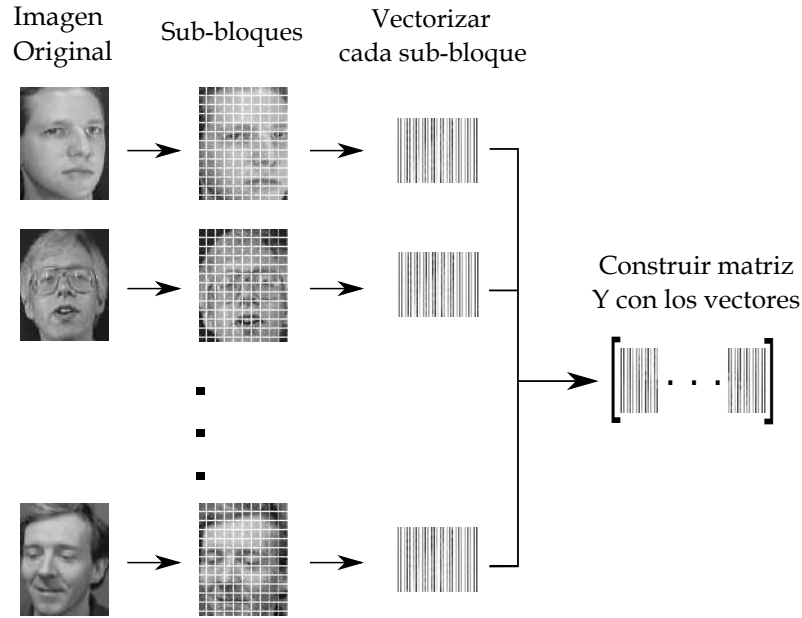 Imagen
Original
Sub-bloques
Vectorizar
cada sub-bloque
Construir matriz
Y con los vectores